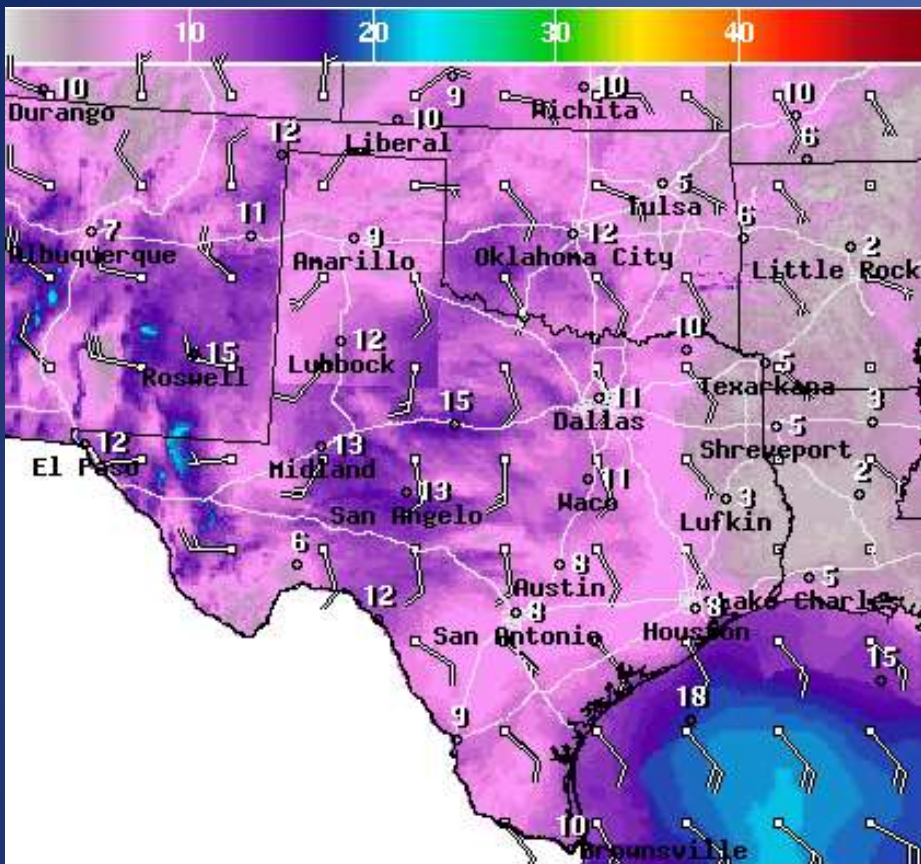 10 20 30 40
10 9 10 10
Durango Wichita
10
Liberal
12 6
5
Tulsa
7 11 9 12 6 2
Albuquerque Amarillo Oklahoma City Little Rock
15 12 10
Roswell Lubbock Texarkana 5
15 11 3
Dallas 5
12 13 Shreveport
El Paso Midland
13 11 3 2
San Angelo Waco Lufkin
6 8 5
Austin Lake Charles
12 8 8
San Antonio Houston
15
9 18
10
Brownsville